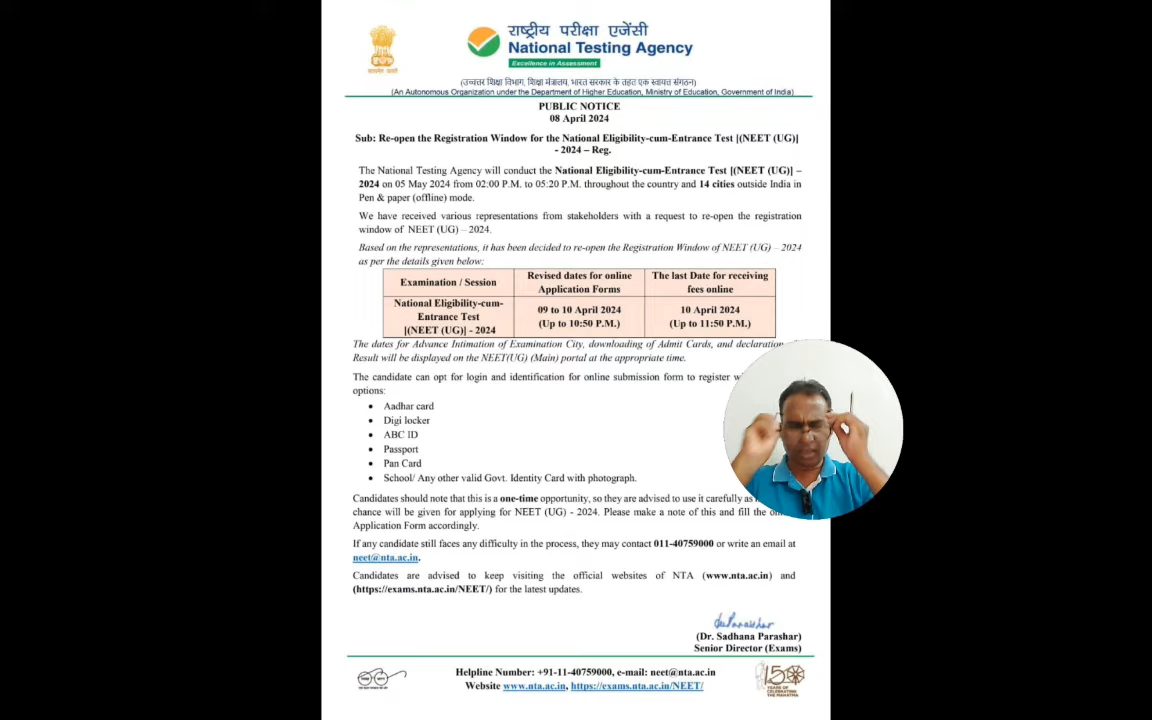 राष्ट्रीय परीक्षा एजेंसी
National Testing Agency
Excellence in Assessment
(उच्चतर शिक्षा विभाग, शिक्षा मंत्रालय, भारत सरकार के तहत एक स्वायत्त संगठन)
(An Autonomous Organization under the Department of Higher Education, Ministry of Education, Government of India)
PUBLIC NOTICE
08 April 2024
Sub: Re-open the Registration Window for the National Eligibility-cum-Entrance Test [(NEET (UG)]
- 2024 – Reg.
The National Testing Agency will conduct the National Eligibility-cum-Entrance Test [(NEET (UG)] –
2024 on 05 May 2024 from 02:00 P.M. to 05:20 P.M. throughout the country and 14 cities outside India in
Pen & paper (offline) mode.
We have received various representations from stakeholders with a request to re-open the registration
window of NEET (UG) – 2024.
Based on the representations, it has been decided to re-open the Registration Window of NEET (UG) – 2024
as per the details given below:
Examination / Session
Revised dates for online
Application Forms
The last Date for receiving
fees online
National Eligibility-cum-
Entrance Test
[(NEET (UG)] - 2024
09 to 10 April 2024
(Up to 10:50 P.M.)
10 April 2024
(Up to 11:50 P.M.)
The dates for Advance Intimation of Examination City, downloading of Admit Cards, and declaration
Result will be displayed on the NEET(UG) (Main) portal at the appropriate time.
The candidate can opt for login and identification for online submission form to register
options:
• Aadhar card
• Digi locker
• ABC ID
• Passport
• Pan Card
• School/ Any other valid Govt. Identity Card with photograph.
Candidates should note that this is a one-time opportunity, so they are advised to use it carefully as
chance will be given for applying for NEET (UG) - 2024. Please make a note of this and fill the
Application Form accordingly.
If any candidate still faces any difficulty in the process, they may contact 011-40759000 or write an email at
neet@nta.ac.in.
Candidates are advised to keep visiting the official websites of NTA (www.nta.ac.in) and
(https://exams.nta.ac.in/NEET/) for the latest updates.
(Dr. Sadhana Parashar)
Senior Director (Exams)
Helpline Number: +91-11-40759000, e-mail: neet@nta.ac.in
Website www.nta.ac.in, https://exams.nta.ac.in/NEET/
150
YEARS OF
CELEBRATING
THE MAHATMA